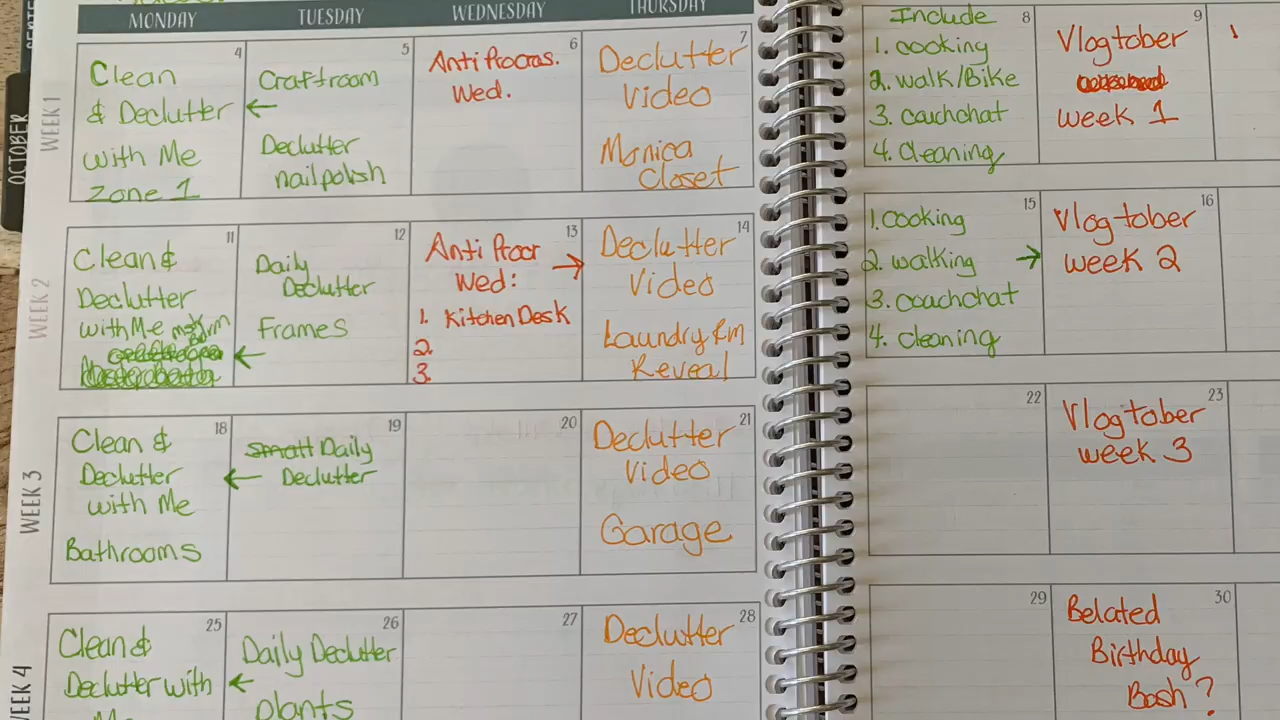 MONDAY
TUESDAY
WEDNESDAY
THURSDAY
OCTOBER
WEEK 1
4
Clean
& Declutter
with Me
Zone 1
5
Craftroom
←
Declutter
nailpolish
6
Anti Procras.
Wed.
7
Declutter
Video
Monica
Closet
8
Include
1. cooking
2. walk/Bike
3. couchchat
4. cleaning
9
Vlogtober
week 1
WEEK 2
11
Clean &
Declutter
with Me
12
Daily
Declutter
Frames
←
13
Anti Procr
Wed: →
1. Kitchen Desk
2.
3.
14
Declutter
Video
Laundry Rm
Reveal
15
1. cooking
2. walking →
3. couchchat
4. cleaning
16
Vlogtober
week 2
WEEK 3
18
Clean &
Declutter
with Me
Bathrooms
19
small Daily
← Declutter
20
21
Declutter
Video
Garage
22
23
Vlogtober
week 3
WEEK 4
25
Clean &
Declutter with
Me
26
Daily Declutter
←
plants
27
28
Declutter
Video
29
30
Belated
Birthday
Bash ?